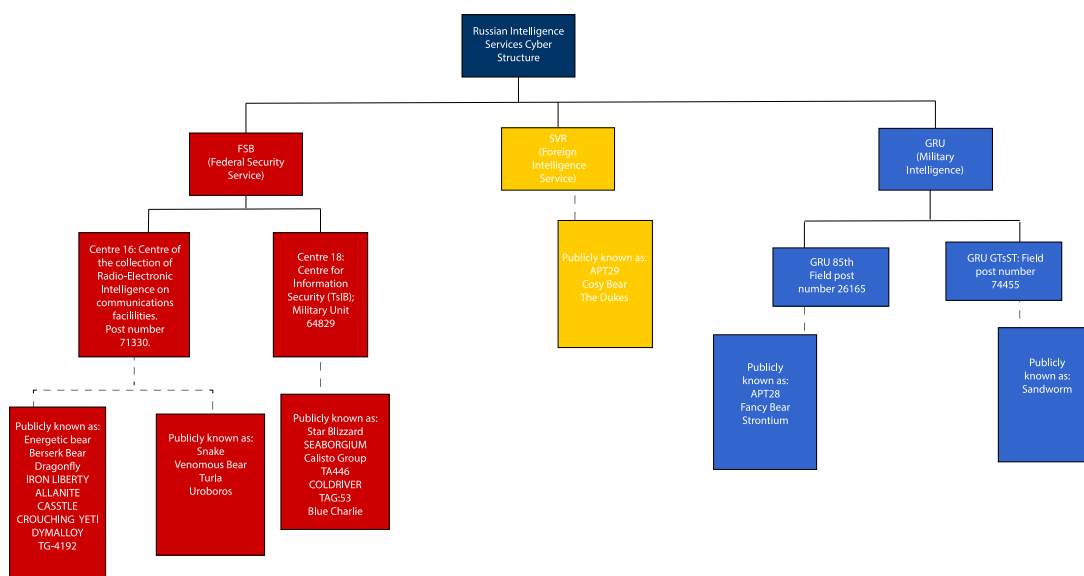 Russian Intelligence
Services Cyber
Structure
FSB
(Federal Security
Service)
SVR
(Foreign
Intelligence
Service)
GRU
(Military
Intelligence)
Centre 16: Centre of
the collection of
Radio-Electronic
Intelligence on
communications
facililities.
Post number
71330.
Centre 18:
Centre for
Information
Security (TsIB);
Military Unit
64829
Publicly known as:
APT29
Cosy Bear
The Dukes
GRU 85th
Field post
number 26165
GRU GTsST: Field
post number
74455
Publicly known as:
Energetic bear
Berserk Bear
Dragonfly
IRON LIBERTY
ALLANITE
CASSTLE
CROUCHING YETI
DYMALLOY
TG-4192
Publicly known as:
Snake
Venomous Bear
Turla
Uroboros
Publicly known as:
Star Blizzard
SEABORGIUM
Calisto Group
TA446
COLDRIVER
TAG:53
Blue Charlie
Publicly
known as:
APT28
Fancy Bear
Strontium
Publicly
known as:
Sandworm